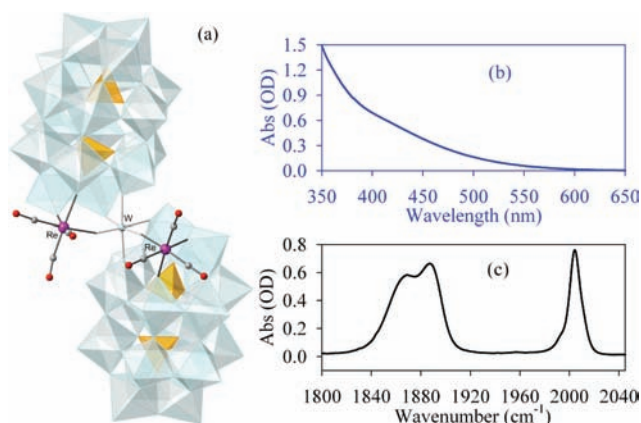 (a)
Re
W
Re
(b)
Abs (OD)
1.5
1.2
0.9
0.6
0.3
0.0
350 400 450 500 550 600 650
Wavelength (nm)
(c)
Abs (OD)
0.8
0.6
0.4
0.2
0.0
1800 1840 1880 1920 1960 2000 2040
Wavenumber (cm⁻¹)